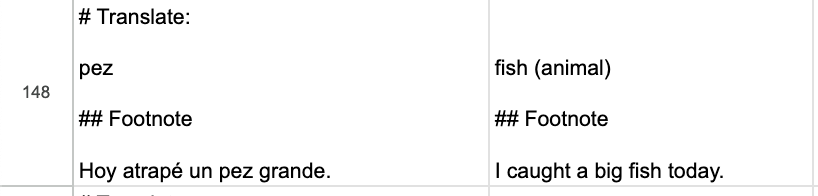 # Translate:
pez
fish (animal)
148
## Footnote
## Footnote
Hoy atrapé un pez grande.
I caught a big fish today.